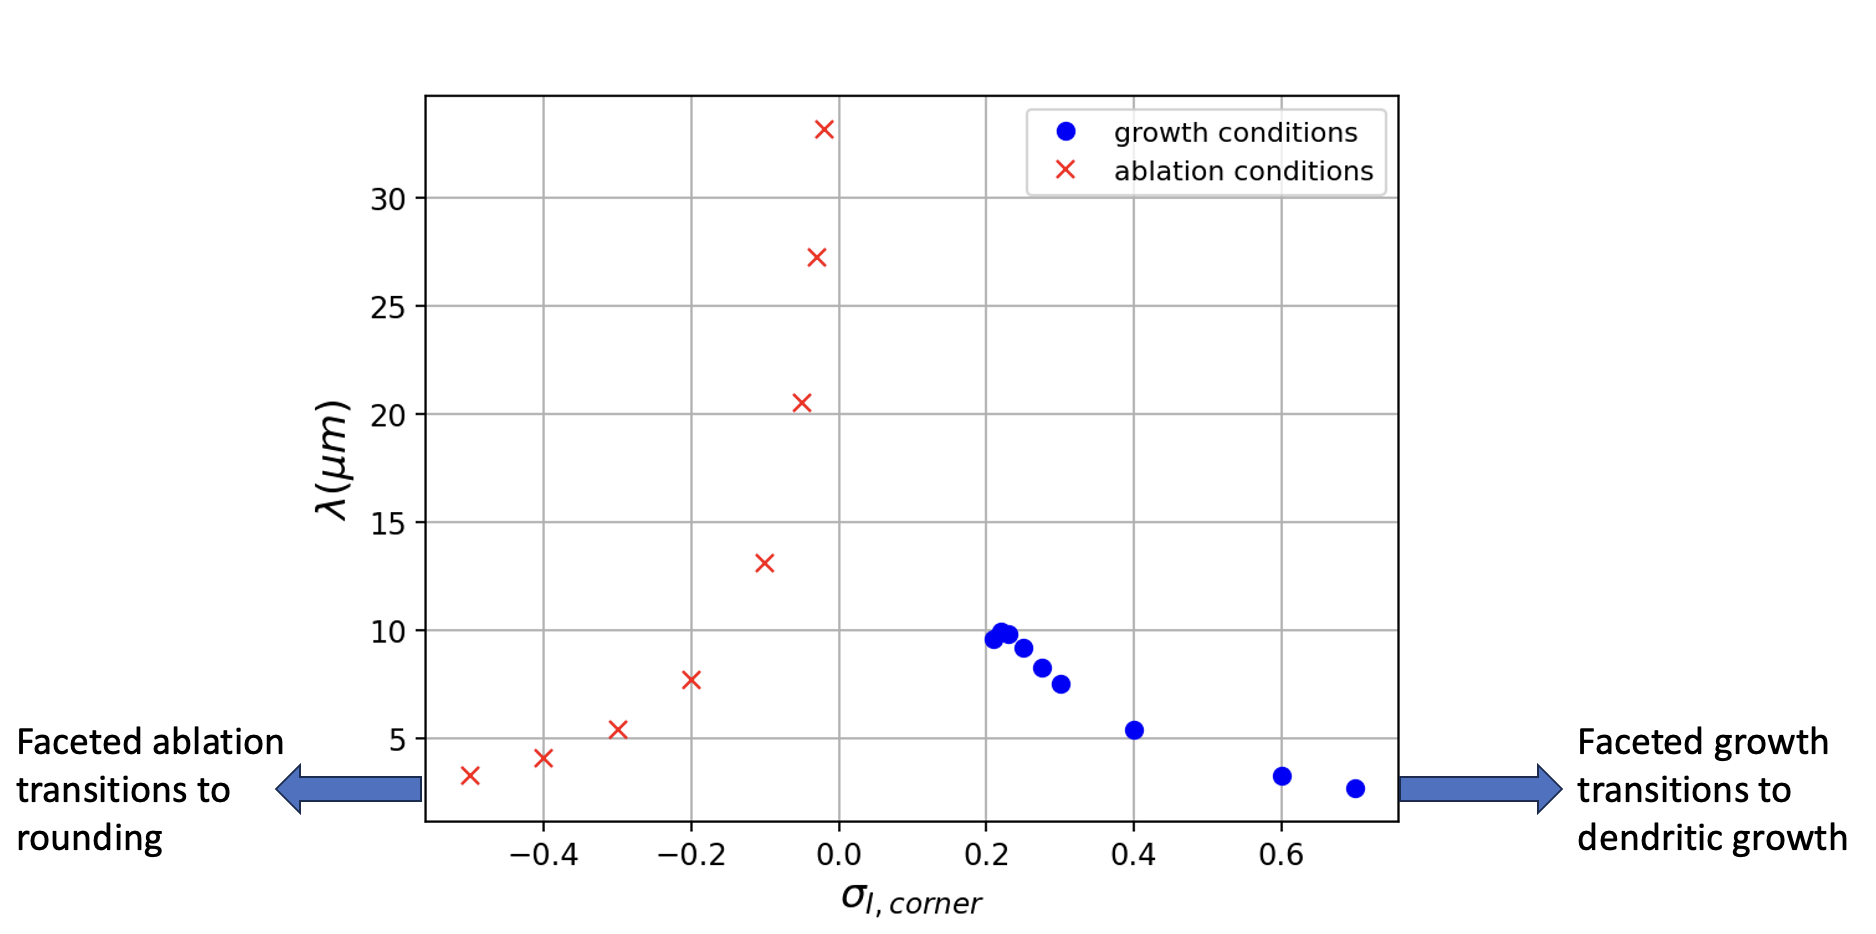 growth conditions
ablation conditions
30
25
20
15
10
5
λ(μm)
−0.4 −0.2 0.0 0.2 0.4 0.6
σI, corner
Faceted ablation
transitions to
rounding
Faceted growth
transitions to
dendritic growth